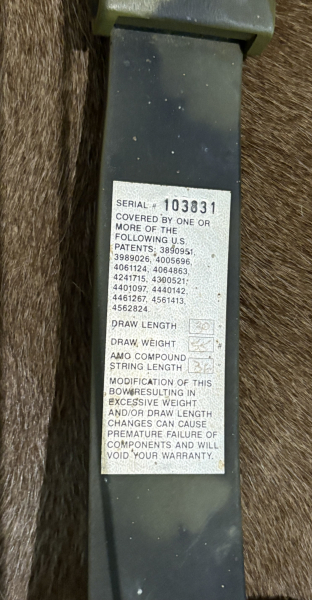 SERIAL # 103831
COVERED BY ONE OR
MORE OF THE
FOLLOWING U.S.
PATENTS; 3890951,
3989026, 4005696,
4061124, 4064863,
4241715, 4300521,
4401097, 4440142,
4461267, 4561413,
4562824.
DRAW LENGTH 30
DRAW WEIGHT
AMO COMPOUND
STRING LENGTH
MODIFICATION OF THIS
BOW RESULTING IN
EXCESSIVE WEIGHT
AND/OR DRAW LENGTH
CHANGES CAN CAUSE
PREMATURE FAILURE OF
COMPONENTS AND WILL
VOID YOUR WARRANTY.